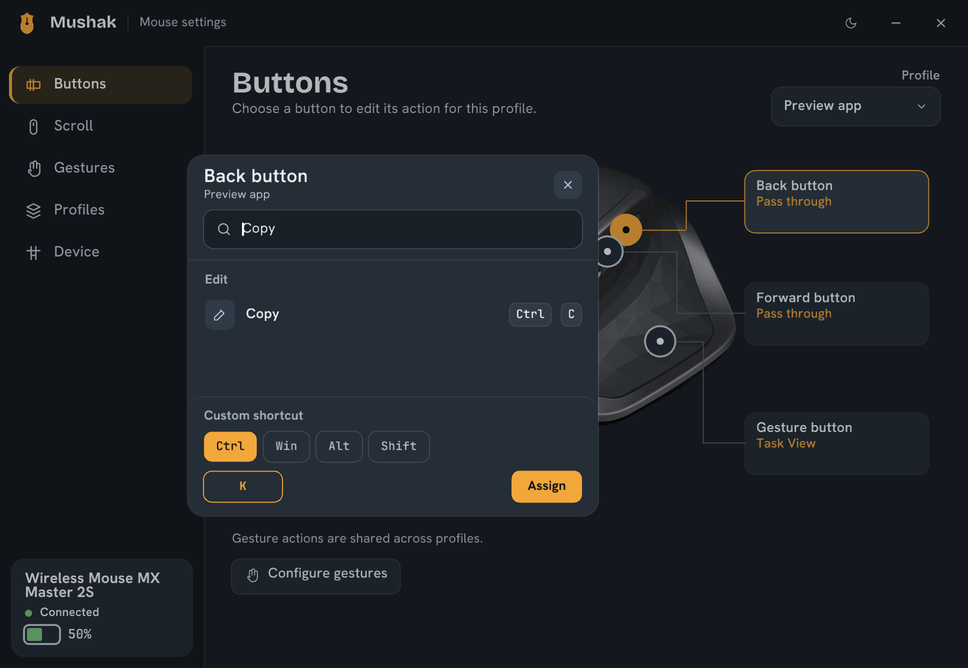 Mushak
Mouse settings
Buttons
Scroll
Gestures
Profiles
Device
Wireless Mouse MX
Master 2S
Connected
50%
Buttons
Choose a button to edit its action for this profile.
Profile
Preview app
Back button
Preview app
Copy
Edit
Copy
Ctrl
C
Custom shortcut
Ctrl
Win
Alt
Shift
K
Assign
Back button
Pass through
Forward button
Pass through
Gesture button
Task View
Gesture actions are shared across profiles.
Configure gestures